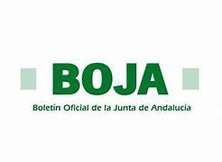 BOJA
Boletín Oficial de la Junta de Andalucía